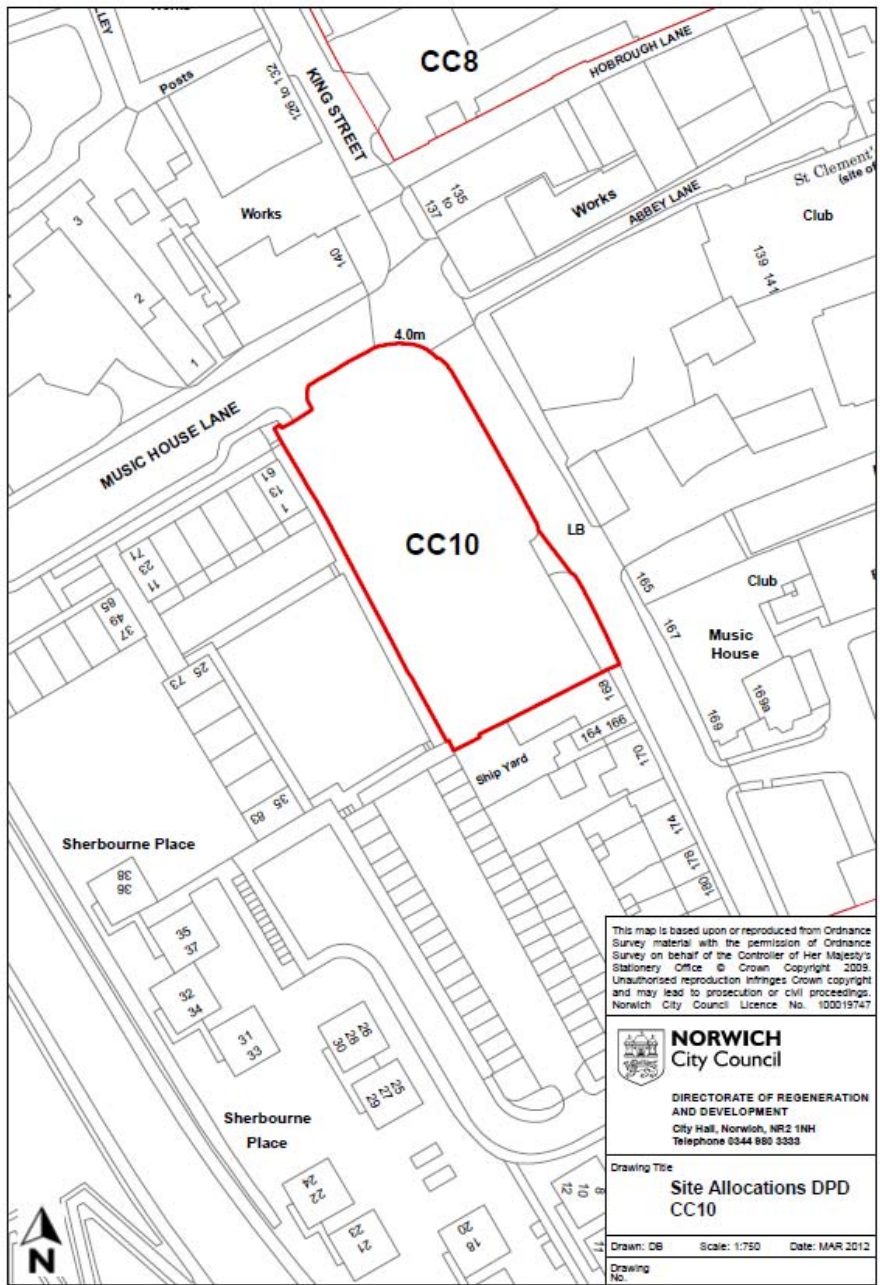 LLEY
Posts
126 to 132
KING STREET
CC8
HOBROUGH LANE
135
to
137
Works
ABBEY LANE
St Clement'
(site of
Club
139 141
3
Works
2
140
1
4.0m
MUSIC HOUSE LANE
61
13
1
CC10
LB
71
23
11
85
49
37
165
Club
167
Music
House
169
169a
25
73
168
164 166
Ship Yard
170
35
83
174
178
180
Sherbourne Place
38
36
35
37
32
34
31
33
26
28
30
25
27
29
Sherbourne
Place
24
22
23
21
20
18
8
10
12
11
N
This map is based upon or reproduced from Ordnance
Survey material with the permission of Ordnance
Survey on behalf of the Controller of Her Majesty's
Stationery Office © Crown Copyright 2009.
Unauthorised reproduction infringes Crown copyright
and may lead to prosecution or civil proceedings.
Norwich City Council Licence No. 100019747
NORWICH
City Council
DIRECTORATE OF REGENERATION
AND DEVELOPMENT
City Hall, Norwich, NR2 1NH
Telephone 0344 980 3333
Drawing Title
Site Allocations DPD
CC10
Drawn: DB Scale: 1:750 Date: MAR 2012
Drawing
No.